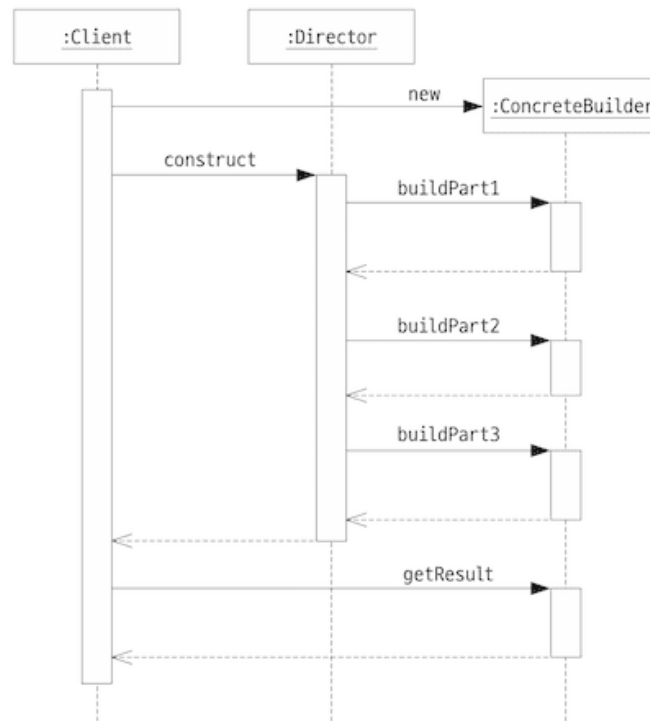 :Client
:Director
new
:ConcreteBuilder
construct
buildPart1
buildPart2
buildPart3
getResult